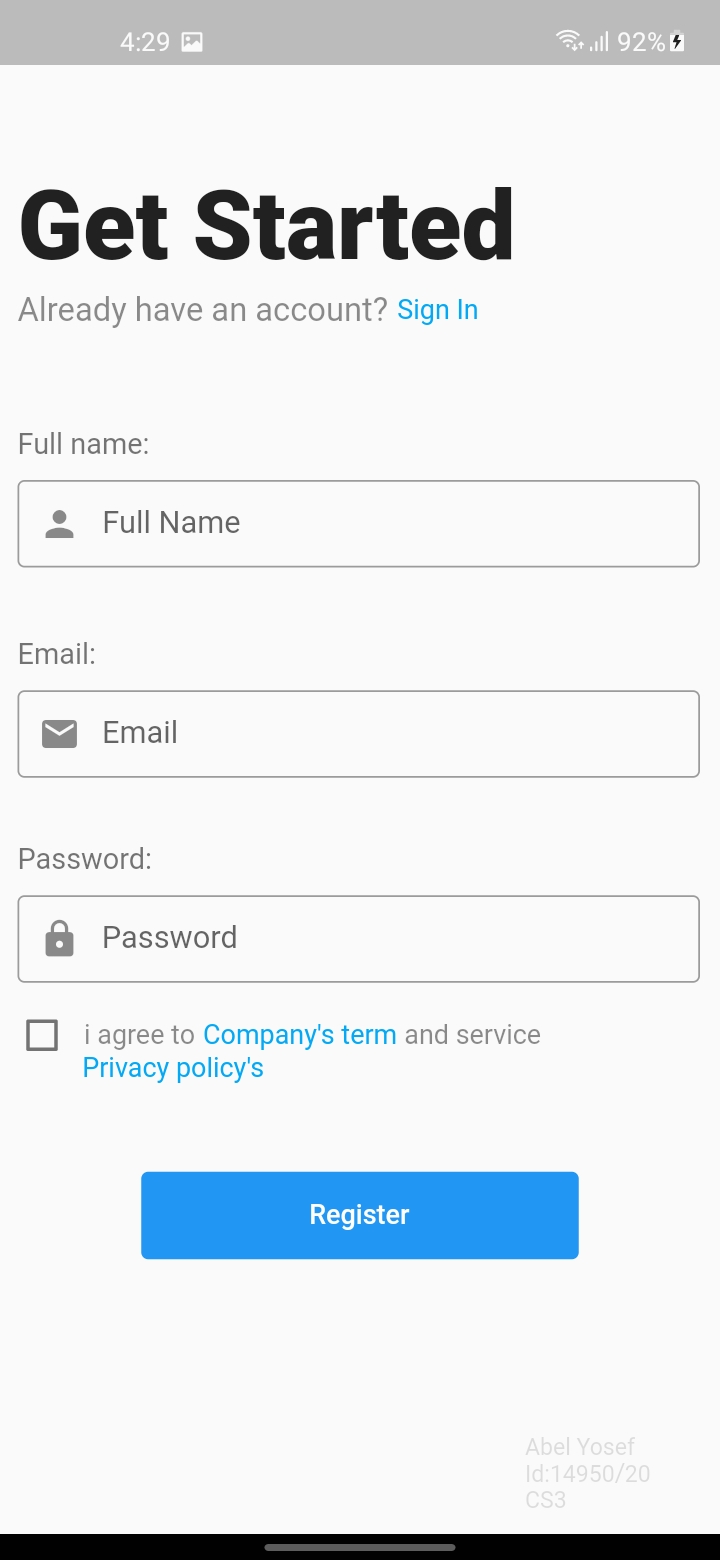 4:29 92%
Get Started
Already have an account? Sign In
Full name:
Full Name
Email:
Email
Password:
Password
i agree to Company's term and service
Privacy policy's
Register
Abel Yosef
Id:14950/20
CS3